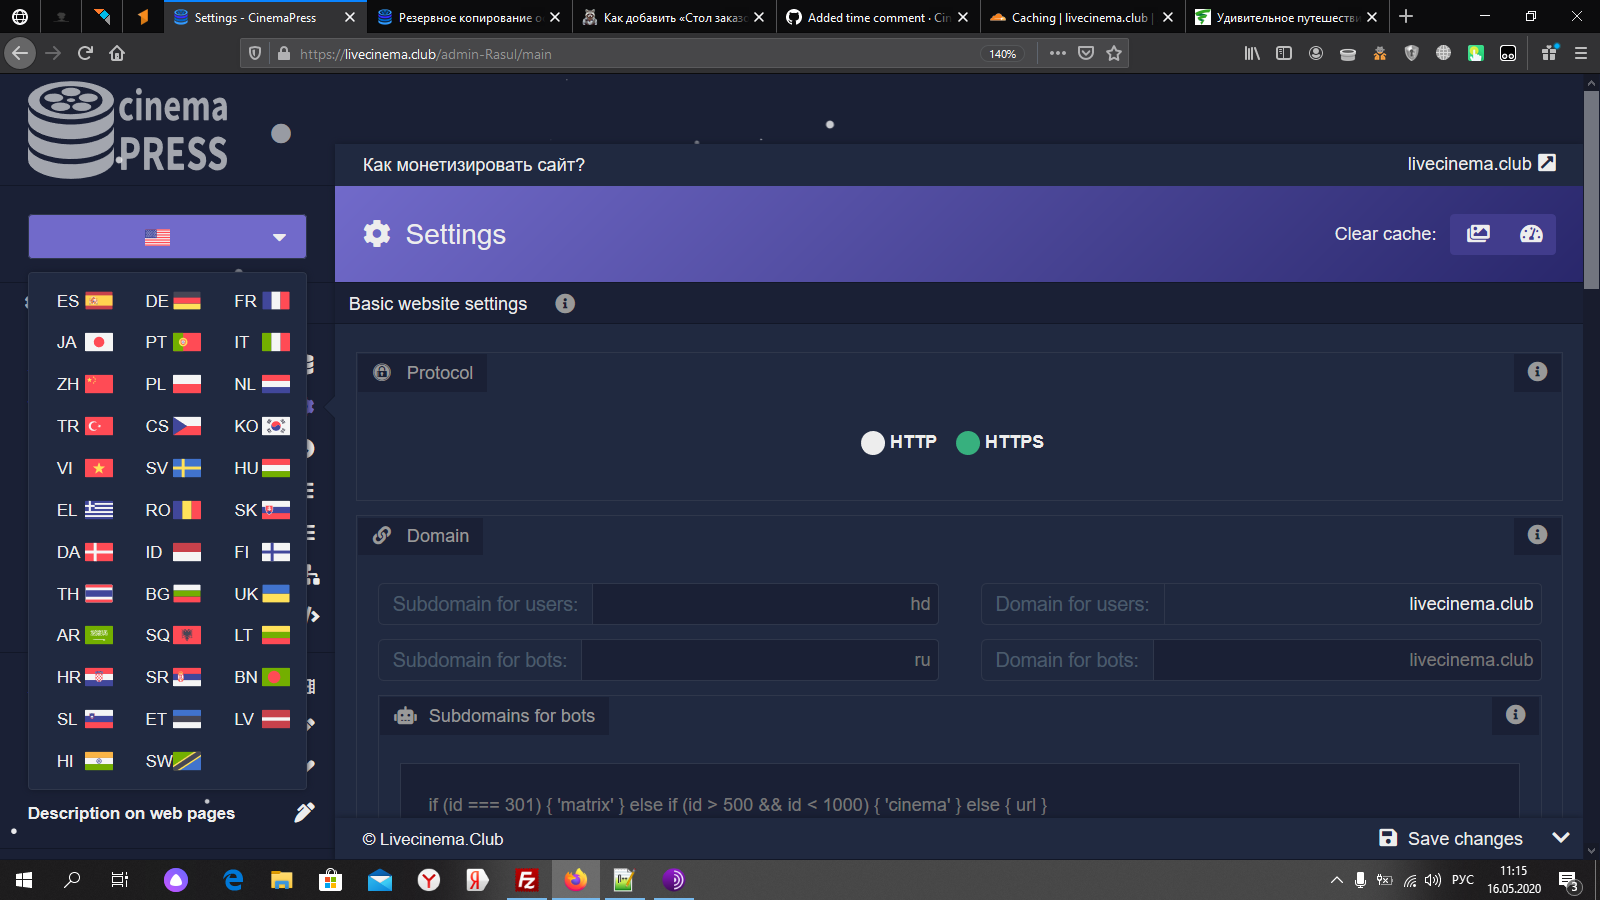 Settings - CinemaPress
Резервное копирование о
Как добавить «Стол заказо
Added time comment · Cin
Caching | livecinema.club |
Удивительное путешестви
https://livecinema.club/admin-Rasul/main
140%
cinema
PRESS
Как монетизировать сайт?
livecinema.club
Settings
Clear cache:
Basic website settings
ES DE FR
JA PT IT
ZH PL NL
TR CS KO
VI SV HU
EL RO SK
DA ID FI
TH BG UK
AR SQ LT
HR SR BN
SL ET LV
HI SW
Description on web pages
Protocol
HTTP HTTPS
Domain
Subdomain for users: hd
Domain for users: livecinema.club
Subdomain for bots: ru
Domain for bots: livecinema.club
Subdomains for bots
if (id === 301) { 'matrix' } else if (id > 500 && id < 1000) { 'cinema' } else { url }
© Livecinema.Club
Save changes
РУС
11:15
16.05.2020
3